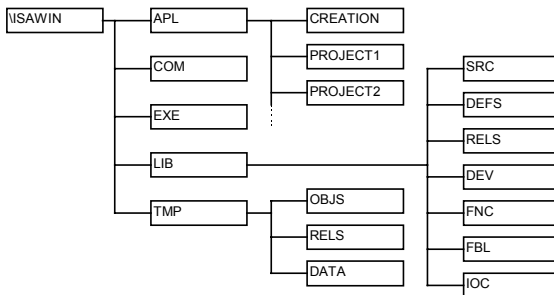 \ISAWIN
APL
CREATION
COM
PROJECT1
SRC
PROJECT2
DEFS
EXE
RELS
LIB
DEV
TMP
OBJS
FNC
RELS
FBL
DATA
IOC